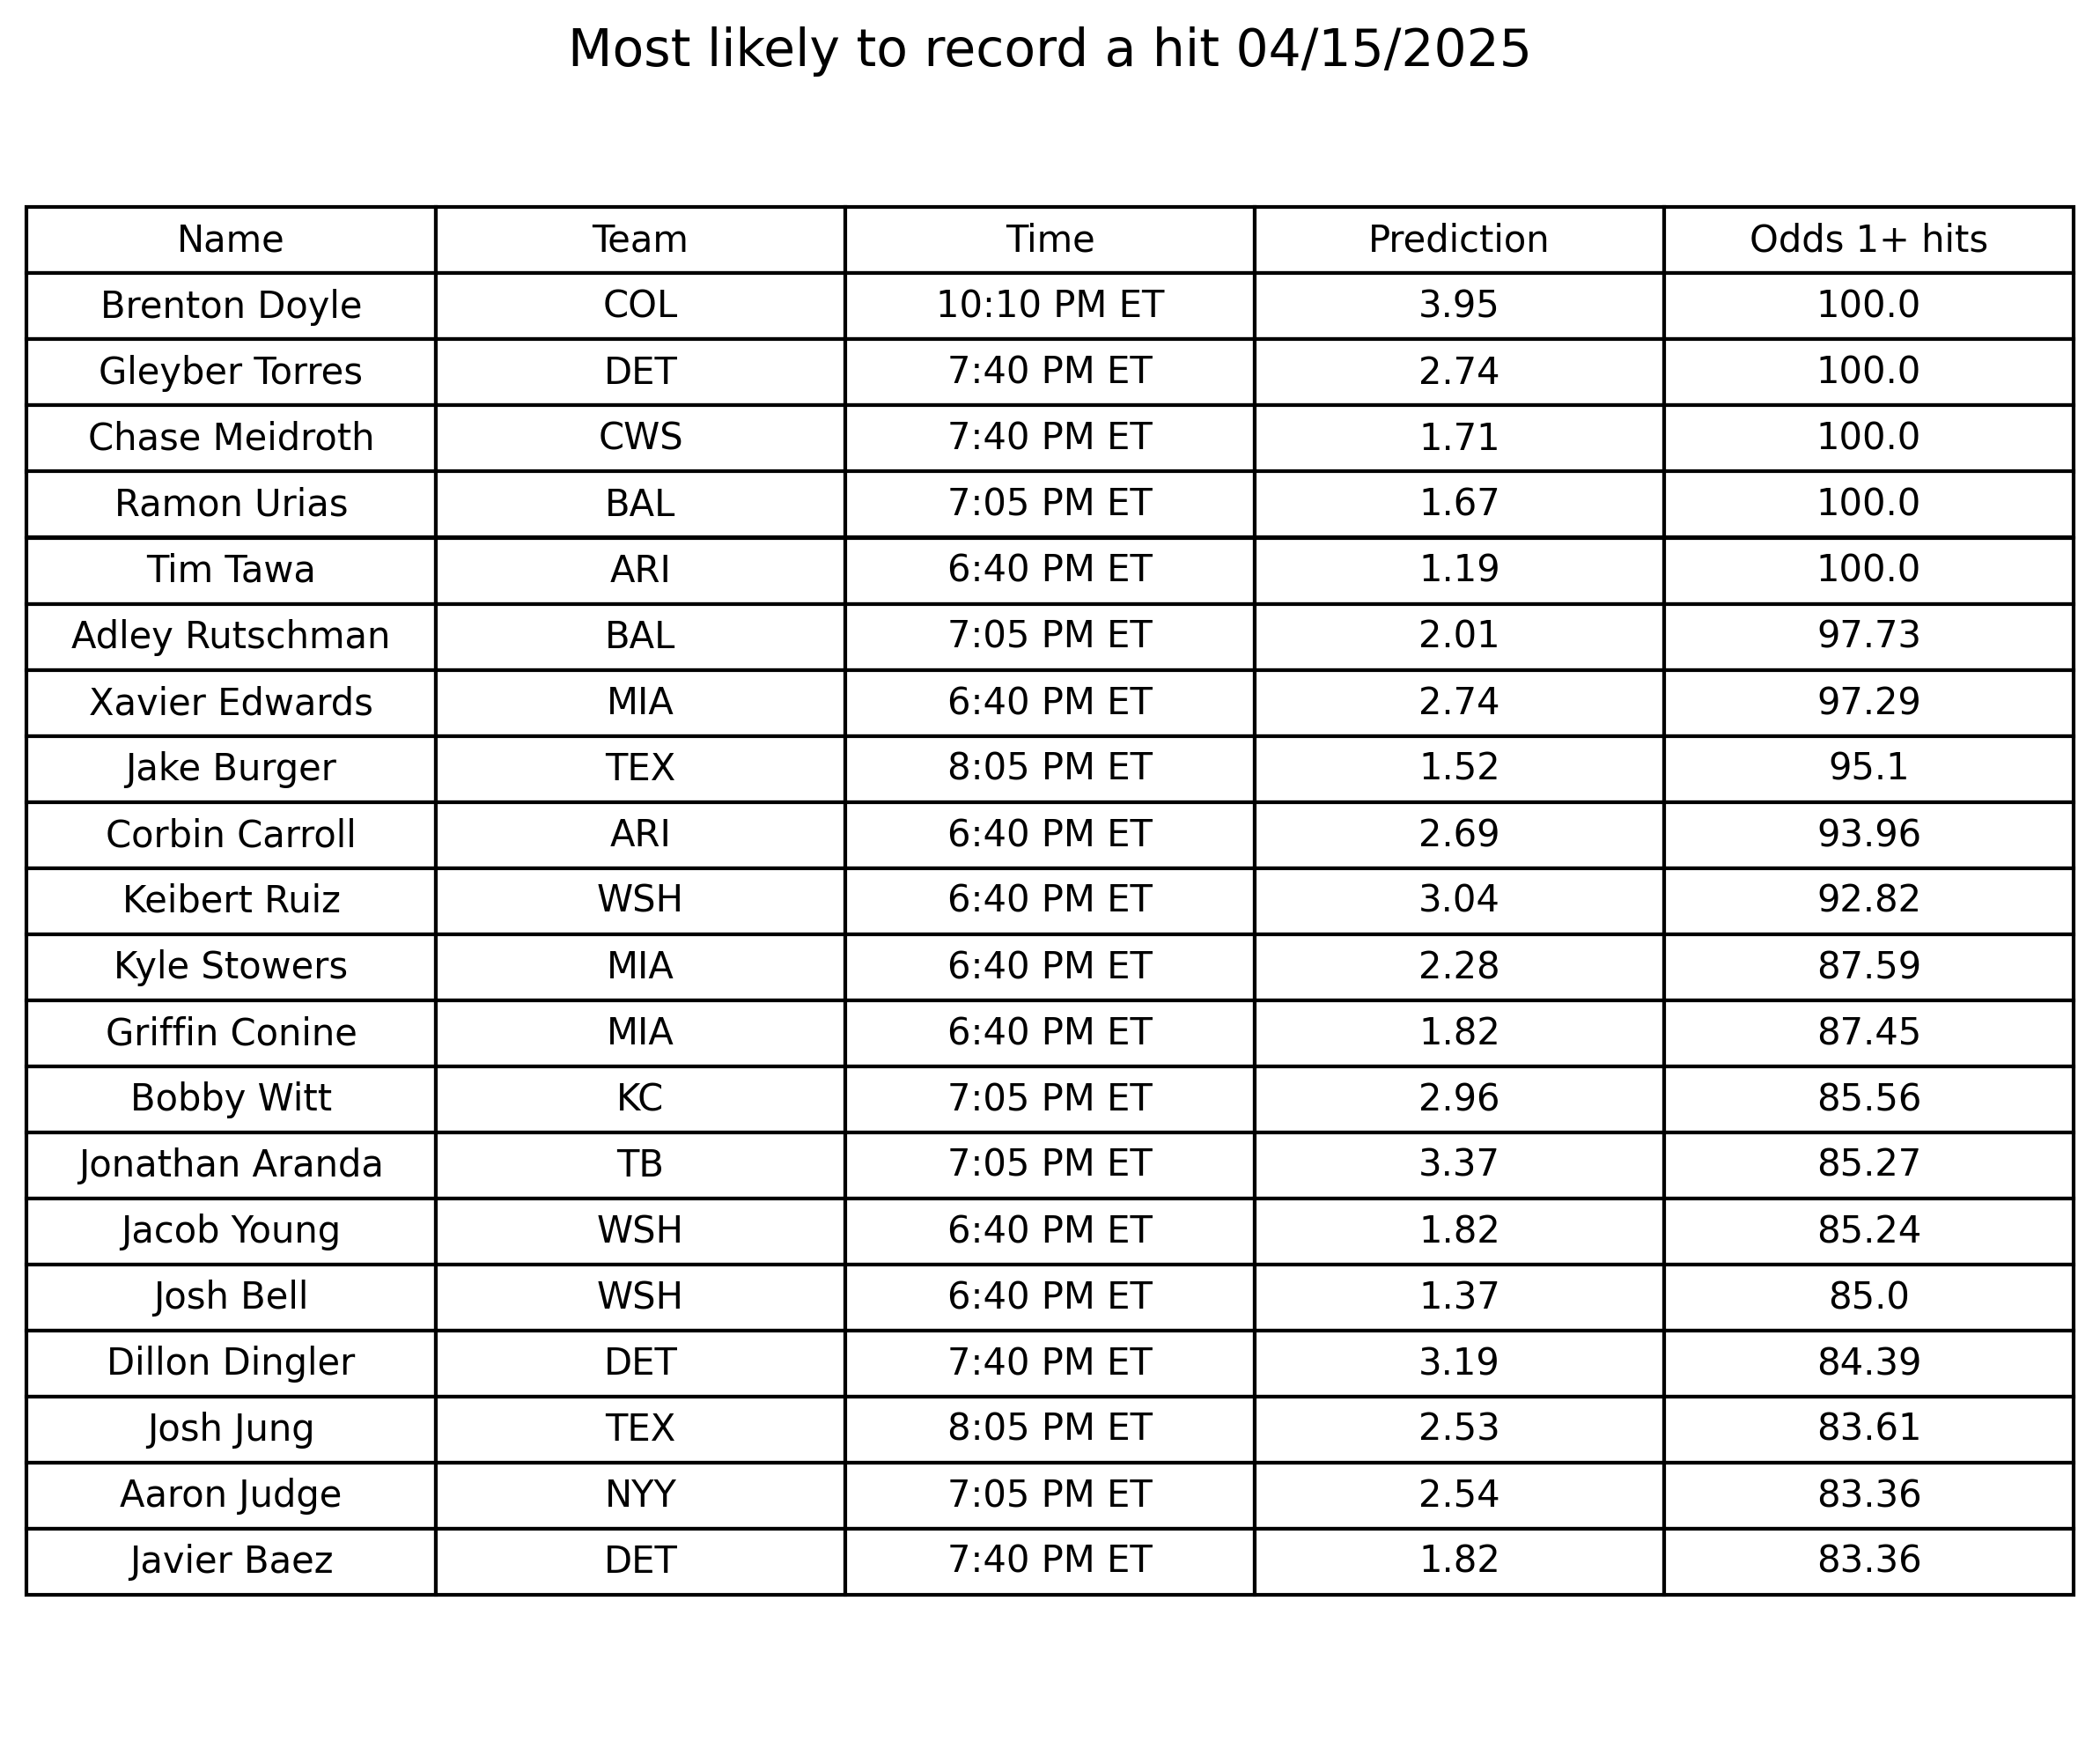 Most likely to record a hit 04/15/2025
Name Team Time Prediction Odds 1+ hits
Brenton Doyle COL 10:10 PM ET 3.95 100.0
Gleyber Torres DET 7:40 PM ET 2.74 100.0
Chase Meidroth CWS 7:40 PM ET 1.71 100.0
Ramon Urias BAL 7:05 PM ET 1.67 100.0
Tim Tawa ARI 6:40 PM ET 1.19 100.0
Adley Rutschman BAL 7:05 PM ET 2.01 97.73
Xavier Edwards MIA 6:40 PM ET 2.74 97.29
Jake Burger TEX 8:05 PM ET 1.52 95.1
Corbin Carroll ARI 6:40 PM ET 2.69 93.96
Keibert Ruiz WSH 6:40 PM ET 3.04 92.82
Kyle Stowers MIA 6:40 PM ET 2.28 87.59
Griffin Conine MIA 6:40 PM ET 1.82 87.45
Bobby Witt KC 7:05 PM ET 2.96 85.56
Jonathan Aranda TB 7:05 PM ET 3.37 85.27
Jacob Young WSH 6:40 PM ET 1.82 85.24
Josh Bell WSH 6:40 PM ET 1.37 85.0
Dillon Dingler DET 7:40 PM ET 3.19 84.39
Josh Jung TEX 8:05 PM ET 2.53 83.61
Aaron Judge NYY 7:05 PM ET 2.54 83.36
Javier Baez DET 7:40 PM ET 1.82 83.36